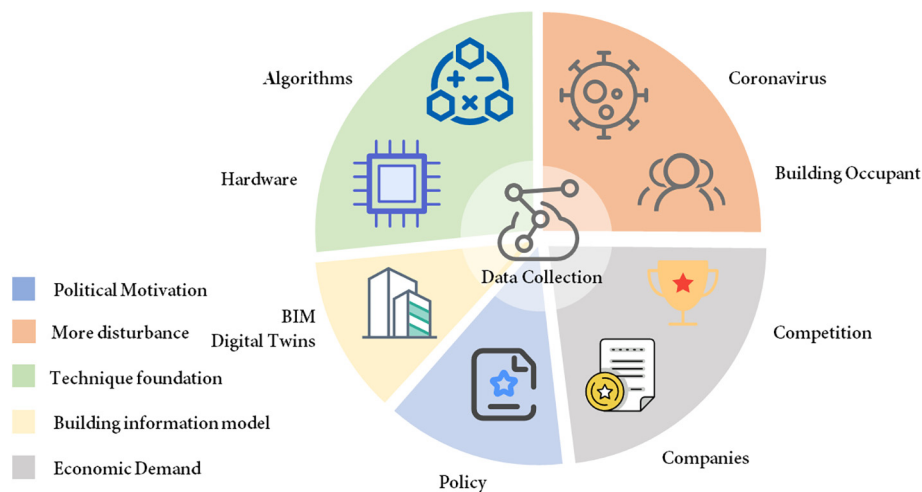 Algorithms
Coronavirus
Hardware
Building Occupant
Data Collection
BIM
Digital Twins
Competition
Companies
Policy
Political Motivation
More disturbance
Technique foundation
Building information model
Economic Demand